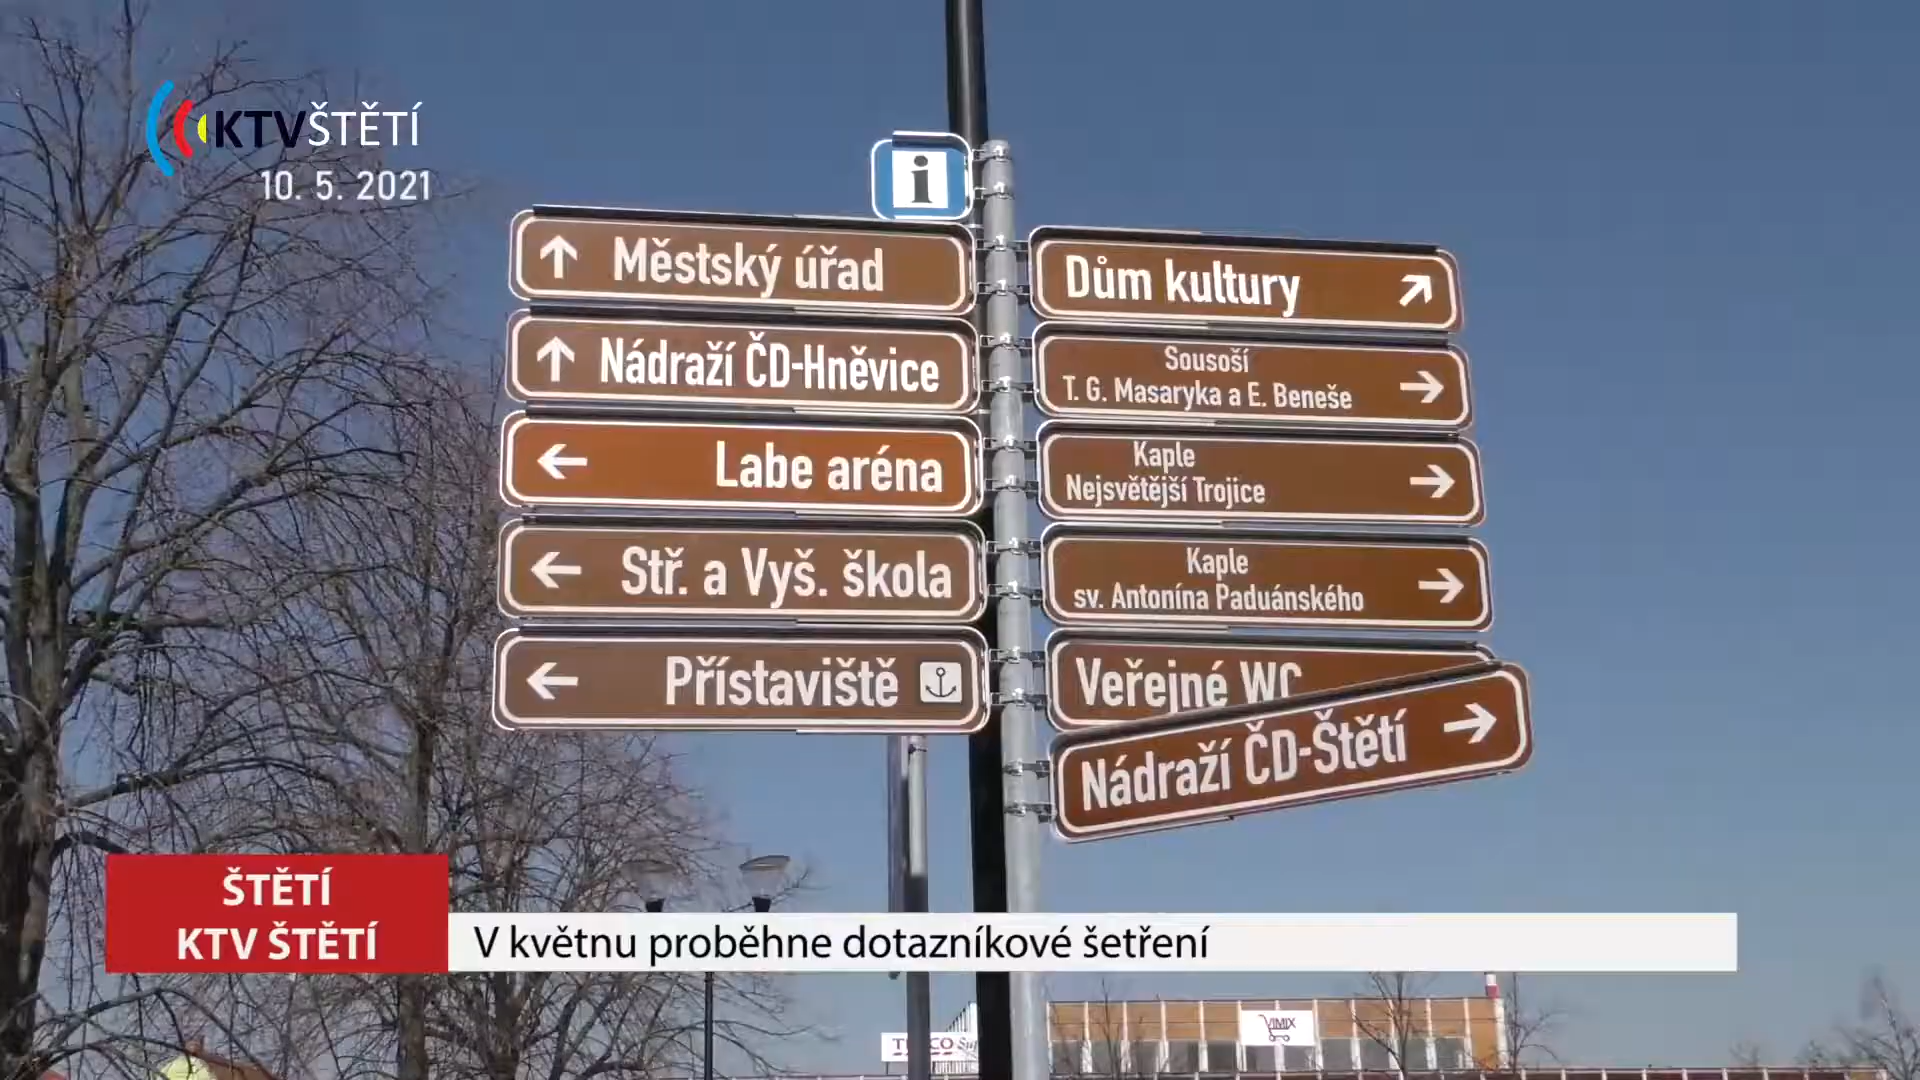 KTVŠTĚTÍ
10. 5. 2021
i
Městský úřad
Nádraží ČD-Hněvice
Labe aréna
Stř. a Vyš. škola
Přístaviště
Dům kultury
Sousoší
T. G. Masaryka a E. Beneše
Kaple
Nejsvětější Trojice
Kaple
sv. Antonína Paduánského
Veřejné WC
Nádraží ČD-Štětí
ŠTĚTÍ
KTV ŠTĚTÍ
V květnu proběhne dotazníkové šetření
VIMIX